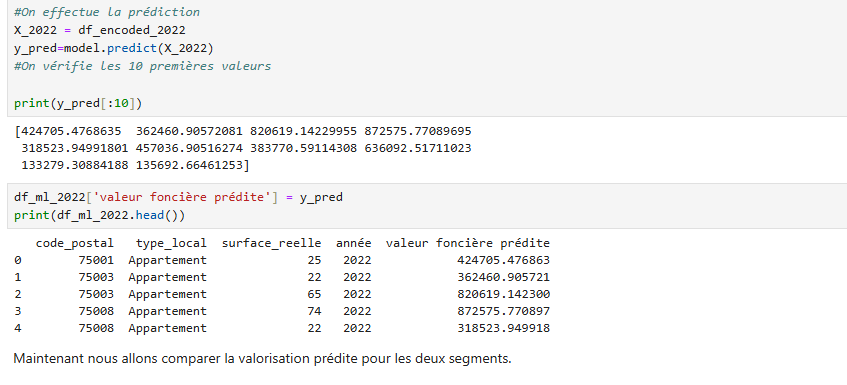 #On effectue la prédiction
X_2022 = df_encoded_2022
y_pred=model.predict(X_2022)
#On vérifie les 10 premières valeurs
print(y_pred[:10])
[424705.4768635  362460.90572081 820619.14229955 872575.77089695
 318523.94991801 457036.90516274 383770.59114308 636092.51711023
 133279.30884188 135692.66461253]
df_ml_2022['valeur foncière prédite'] = y_pred
print(df_ml_2022.head())
   code_postal   type_local  surface_reelle  année  valeur foncière prédite
0        75001  Appartement              25   2022            424705.476863
1        75003  Appartement              22   2022            362460.905721
2        75003  Appartement              65   2022            820619.142300
3        75008  Appartement              74   2022            872575.770897
4        75008  Appartement              22   2022            318523.949918
Maintenant nous allons comparer la valorisation prédite pour les deux segments.